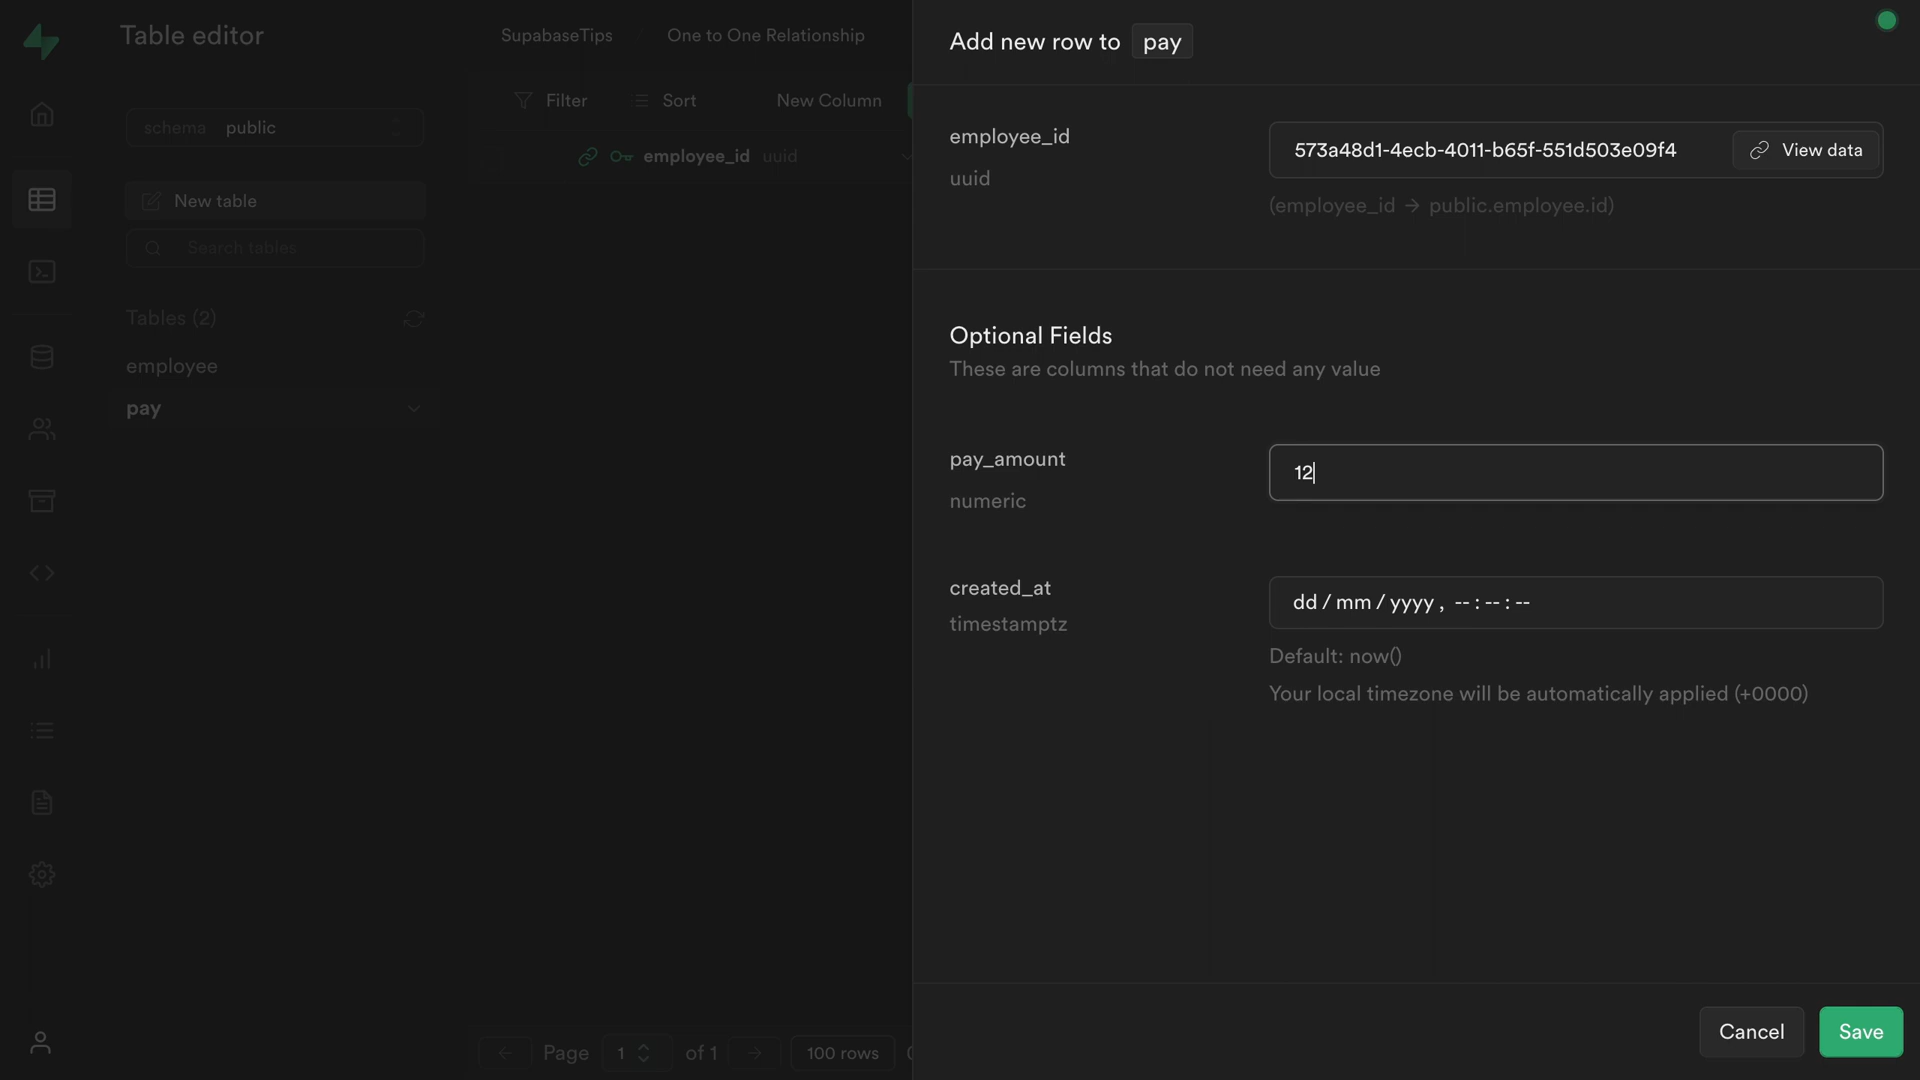 Table editor
SupabaseTips
One to One Relationship
schema public
New table
Search tables
Tables (2)
employee
pay
Filter
Sort
New Column
employee_id uuid
Page 1 of 1
100 rows
Add new row to pay
employee_id
uuid
573a48d1-4ecb-4011-b65f-551d503e09f4
View data
(employee_id → public.employee.id)
Optional Fields
These are columns that do not need any value
pay_amount
numeric
12
created_at
timestamptz
dd / mm / yyyy , -- : -- : --
Default: now()
Your local timezone will be automatically applied (+0000)
Cancel
Save